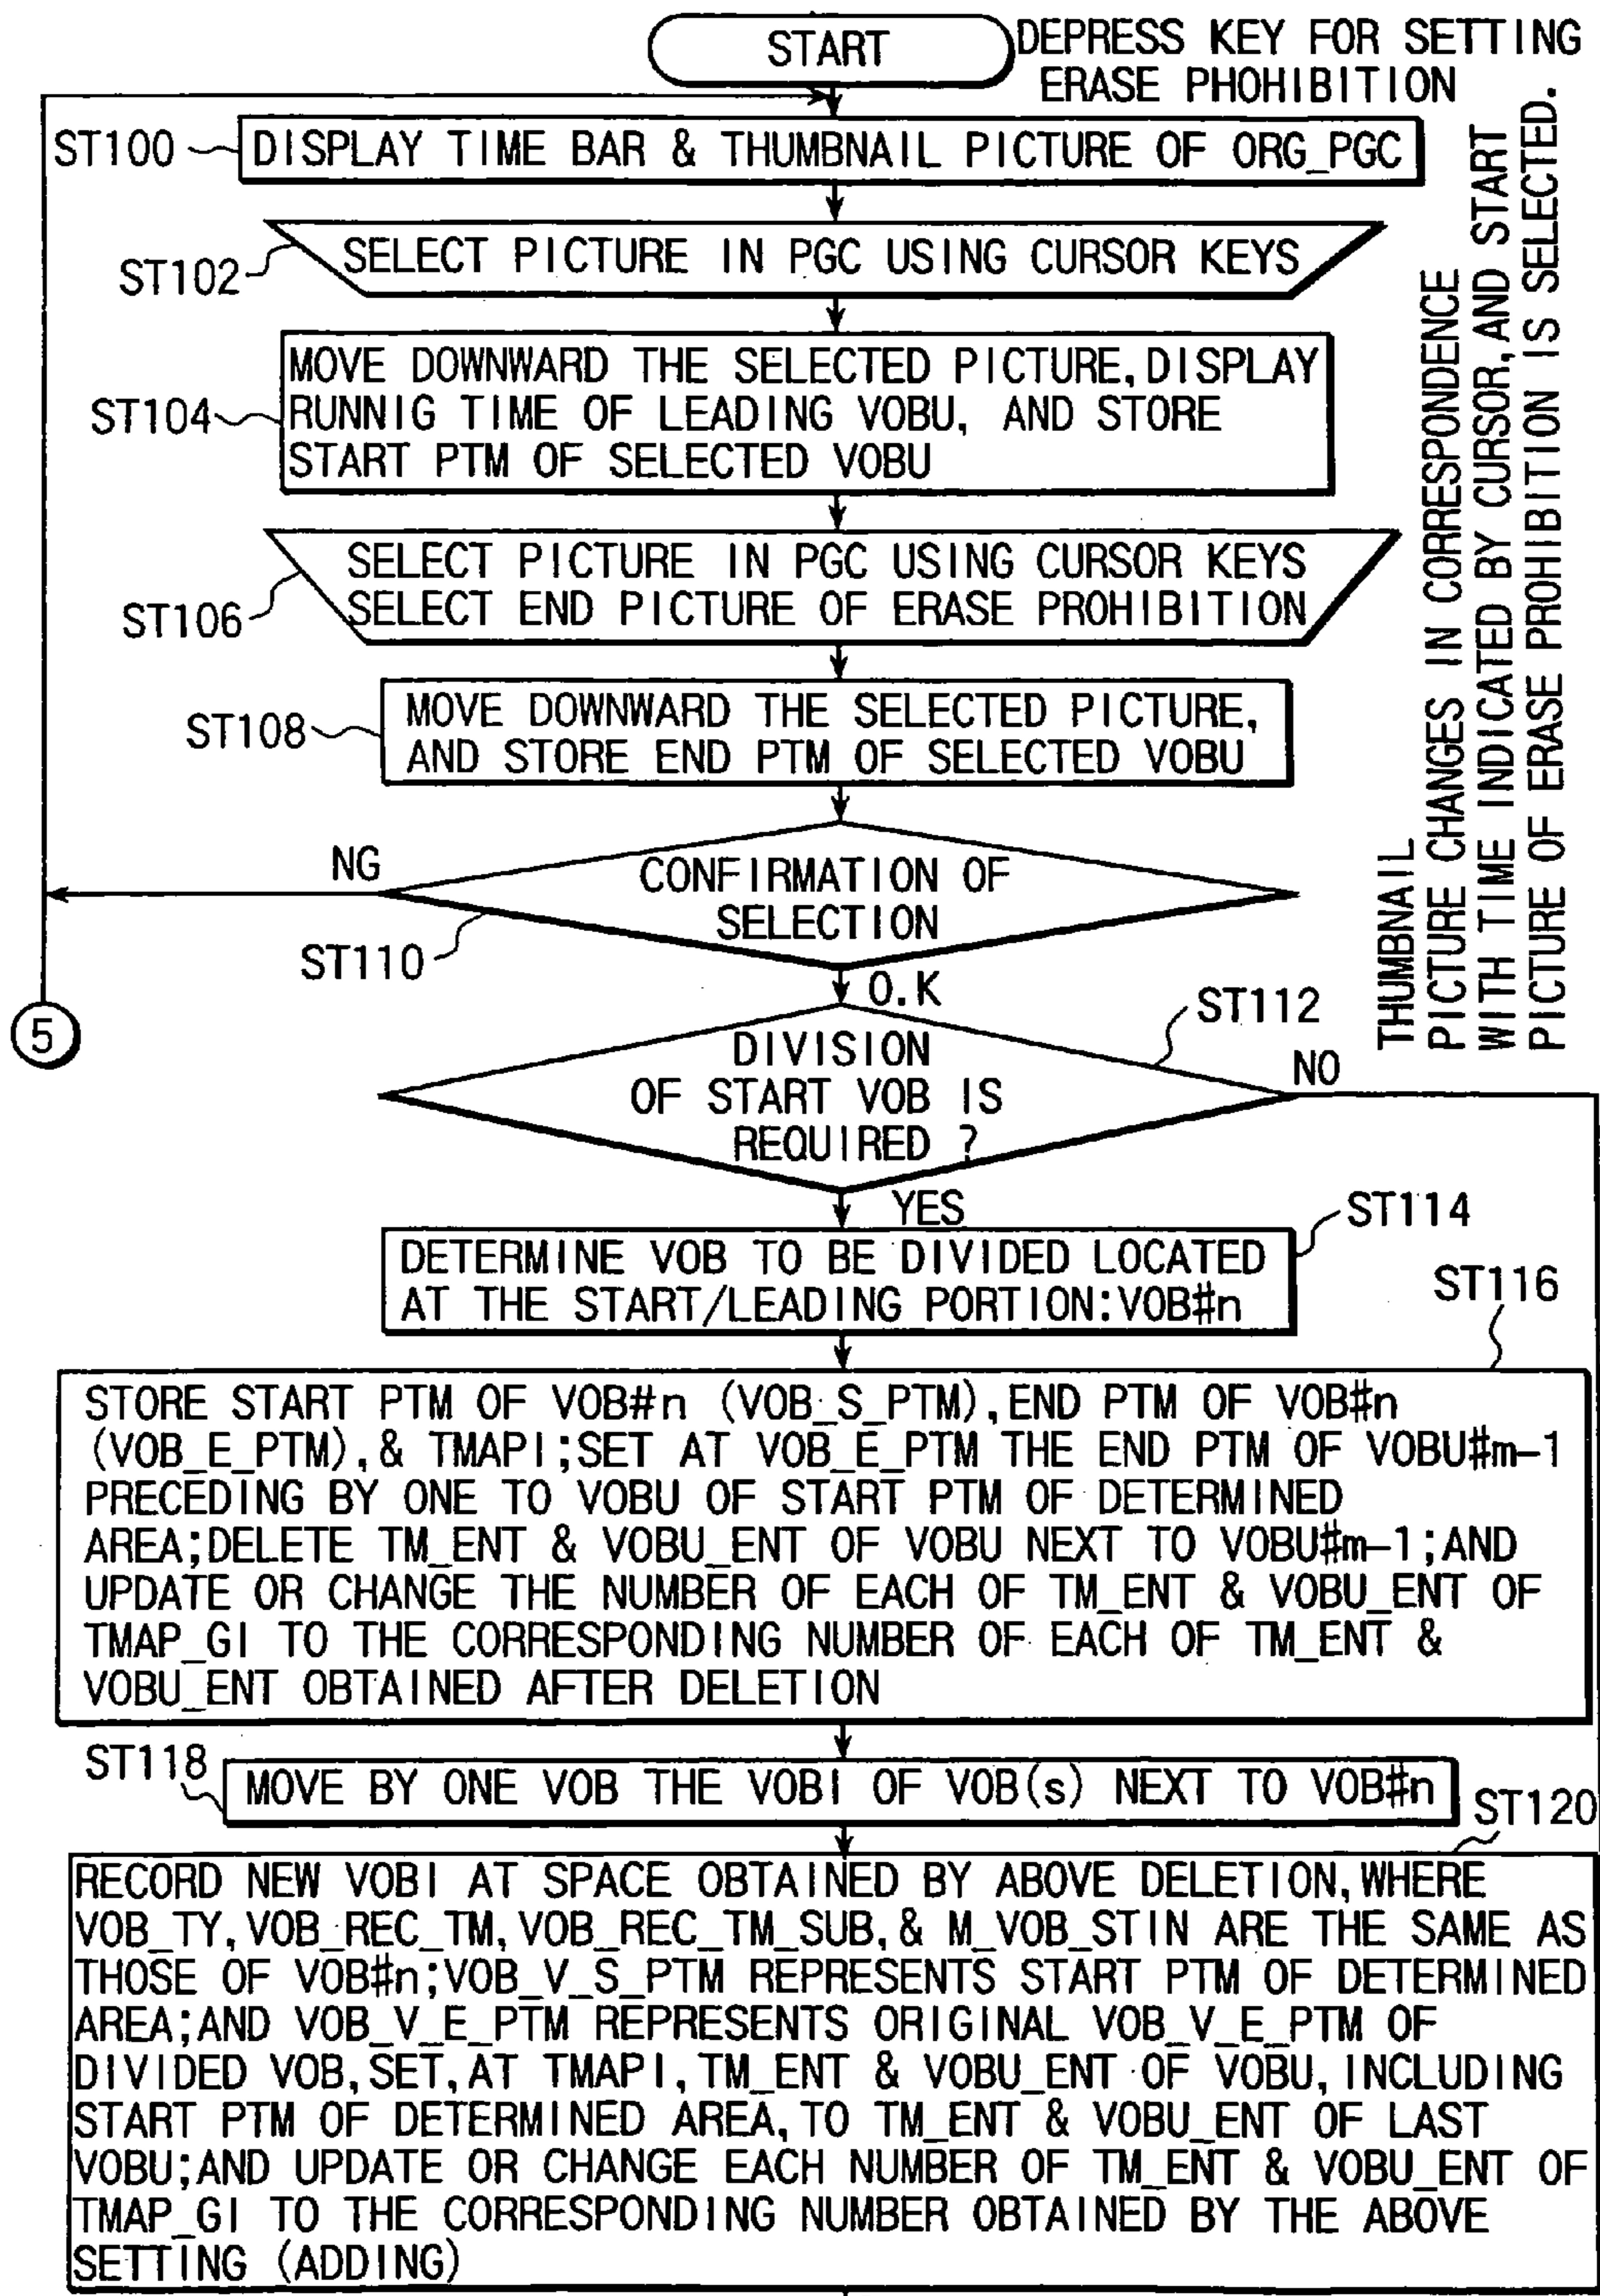 START
DEPRESS KEY FOR SETTING
ERASE PHOHIBITION
ST100
DISPLAY TIME BAR & THUMBNAIL PICTURE OF ORG_PGC
ST102
SELECT PICTURE IN PGC USING CURSOR KEYS
ST104
MOVE DOWNWARD THE SELECTED PICTURE, DISPLAY
RUNNIG TIME OF LEADING VOBU, AND STORE
START PTM OF SELECTED VOBU
ST106
SELECT PICTURE IN PGC USING CURSOR KEYS
SELECT END PICTURE OF ERASE PROHIBITION
THUMBNAIL
PICTURE CHANGES IN CORRESPONDENCE
WITH TIME INDICATED BY CURSOR, AND START
PICTURE OF ERASE PROHIBITION IS SELECTED.
ST108
MOVE DOWNWARD THE SELECTED PICTURE,
AND STORE END PTM OF SELECTED VOBU
NG
CONFIRMATION OF
SELECTION
ST110
O.K
5
ST112
DIVISION
OF START VOB IS
REQUIRED ?
NO
YES
ST114
DETERMINE VOB TO BE DIVIDED LOCATED
AT THE START/LEADING PORTION:VOB#n
ST116
STORE START PTM OF VOB#n (VOB_S_PTM), END PTM OF VOB#n
(VOB_E_PTM), & TMAPI;SET AT VOB_E_PTM THE END PTM OF VOBU#m-1
PRECEDING BY ONE TO VOBU OF START PTM OF DETERMINED
AREA;DELETE TM_ENT & VOBU_ENT OF VOBU NEXT TO VOBU#m-1;AND
UPDATE OR CHANGE THE NUMBER OF EACH OF TM_ENT & VOBU_ENT OF
TMAP_GI TO THE CORRESPONDING NUMBER OF EACH OF TM_ENT &
VOBU_ENT OBTAINED AFTER DELETION
ST118
MOVE BY ONE VOB THE VOBI OF VOB(s) NEXT TO VOB#n
ST120
RECORD NEW VOBI AT SPACE OBTAINED BY ABOVE DELETION, WHERE
VOB_TY, VOB_REC_TM, VOB_REC_TM_SUB, & M_VOB_STIN ARE THE SAME AS
THOSE OF VOB#n;VOB_V_S_PTM REPRESENTS START PTM OF DETERMINED
AREA;AND VOB_V_E_PTM REPRESENTS ORIGINAL VOB_V_E_PTM OF
DIVIDED VOB, SET, AT TMAPI, TM_ENT & VOBU_ENT OF VOBU, INCLUDING
START PTM OF DETERMINED AREA, TO TM_ENT & VOBU_ENT OF LAST
VOBU;AND UPDATE OR CHANGE EACH NUMBER OF TM_ENT & VOBU_ENT OF
TMAP_GI TO THE CORRESPONDING NUMBER OBTAINED BY THE ABOVE
SETTING (ADDING)